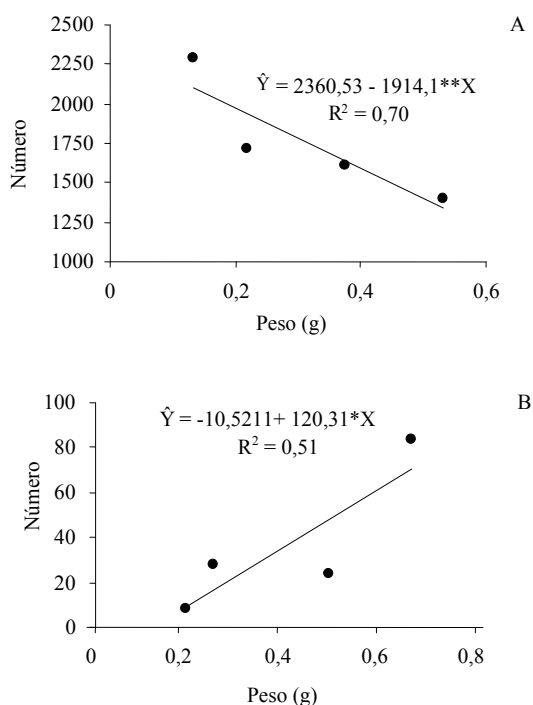 A
2500
2250
2000
1750
1500
1250
1000
Número
Ŷ = 2360,53 - 1914,1**X
R² = 0,70
0
0,2
0,4
0,6
Peso (g)
B
100
80
60
40
20
0
Número
Ŷ = -10,5211+ 120,31*X
R² = 0,51
0
0,2
0,4
0,6
0,8
Peso (g)